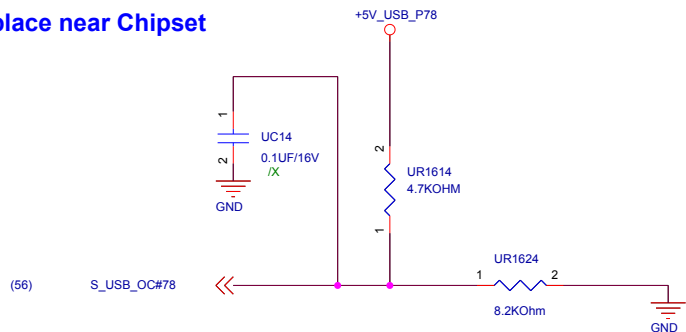 place near Chipset
+5V_USB_P78
1
UC14
2
0.1UF/16V
/X
GND
2
UR1614
4.7KOHM
1
UR1624
(56)
S_USB_OC#78
1
2
8.2KOhm
GND